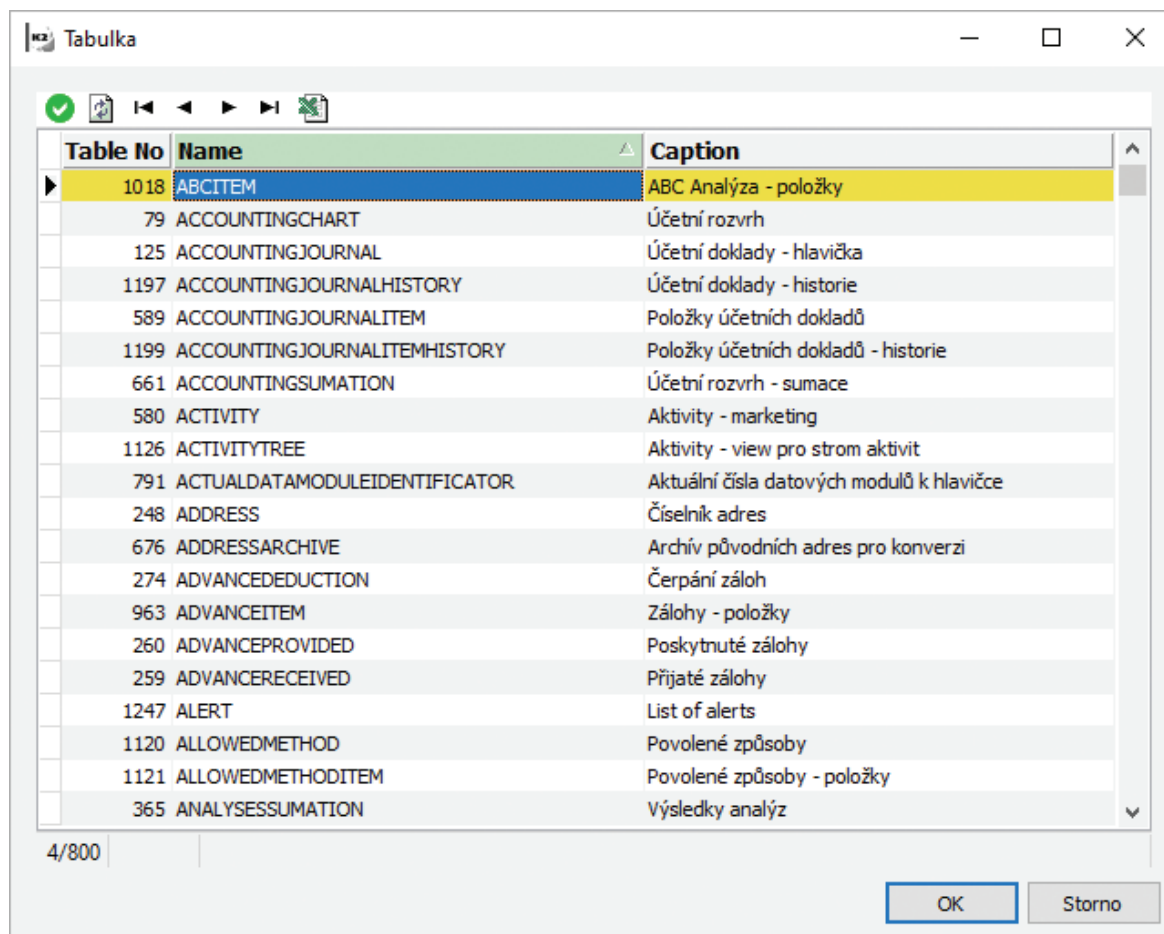 K2 Tabulka
Table No Name Caption
1018 ABCITEM ABC Analýza - položky
79 ACCOUNTINGCHART Účetní rozvrh
125 ACCOUNTINGJOURNAL Účetní doklady - hlavička
1197 ACCOUNTINGJOURNALHISTORY Účetní doklady - historie
589 ACCOUNTINGJOURNALITEM Položky účetních dokladů
1199 ACCOUNTINGJOURNALITEMHISTORY Položky účetních dokladů - historie
661 ACCOUNTINGSUMATION Účetní rozvrh - sumace
580 ACTIVITY Aktivity - marketing
1126 ACTIVITYTREE Aktivity - view pro strom aktivit
791 ACTUALDATAMODULEIDENTIFICATOR Aktuální čísla datových modulů k hlavičce
248 ADDRESS Číselník adres
676 ADDRESSARCHIVE Archív původních adres pro konverzi
274 ADVANCEDEDUCTION Čerpání záloh
963 ADVANCEITEM Zálohy - položky
260 ADVANCEPROVIDED Poskytnuté zálohy
259 ADVANCERECEIVED Přijaté zálohy
1247 ALERT List of alerts
1120 ALLOWEDMETHOD Povolené způsoby
1121 ALLOWEDMETHODITEM Povolené způsoby - položky
365 ANALYSESSUMATION Výsledky analýz
4/800
OK Storno